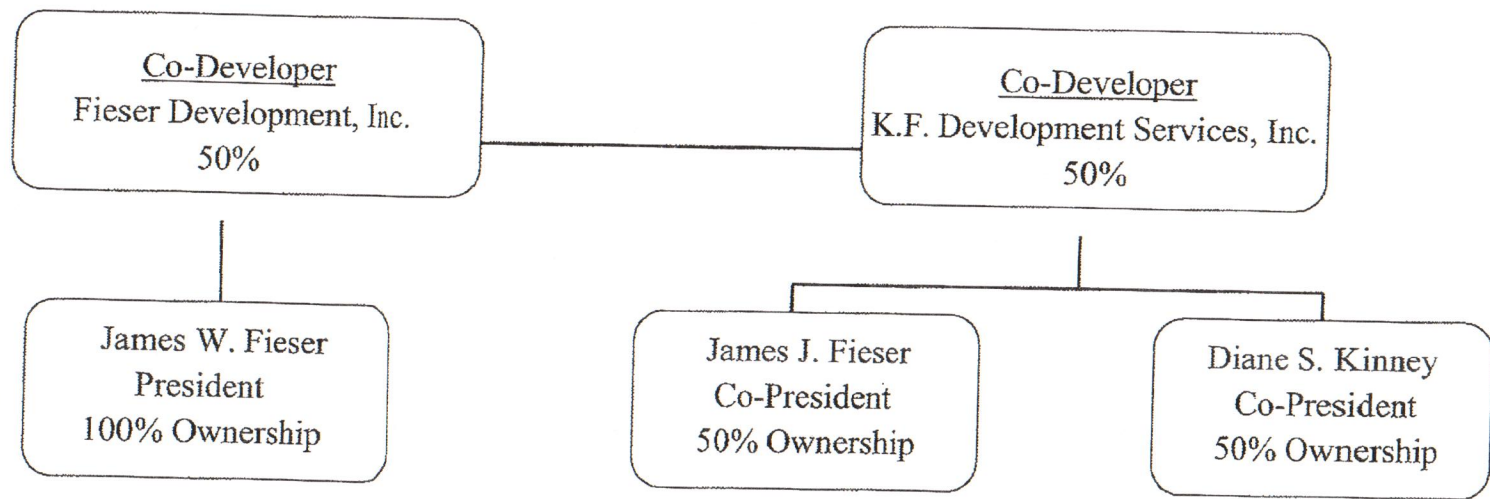 Co-Developer
Fieser Development, Inc.
50%
Co-Developer
K.F. Development Services, Inc.
50%
James W. Fieser
President
100% Ownership
James J. Fieser
Co-President
50% Ownership
Diane S. Kinney
Co-President
50% Ownership